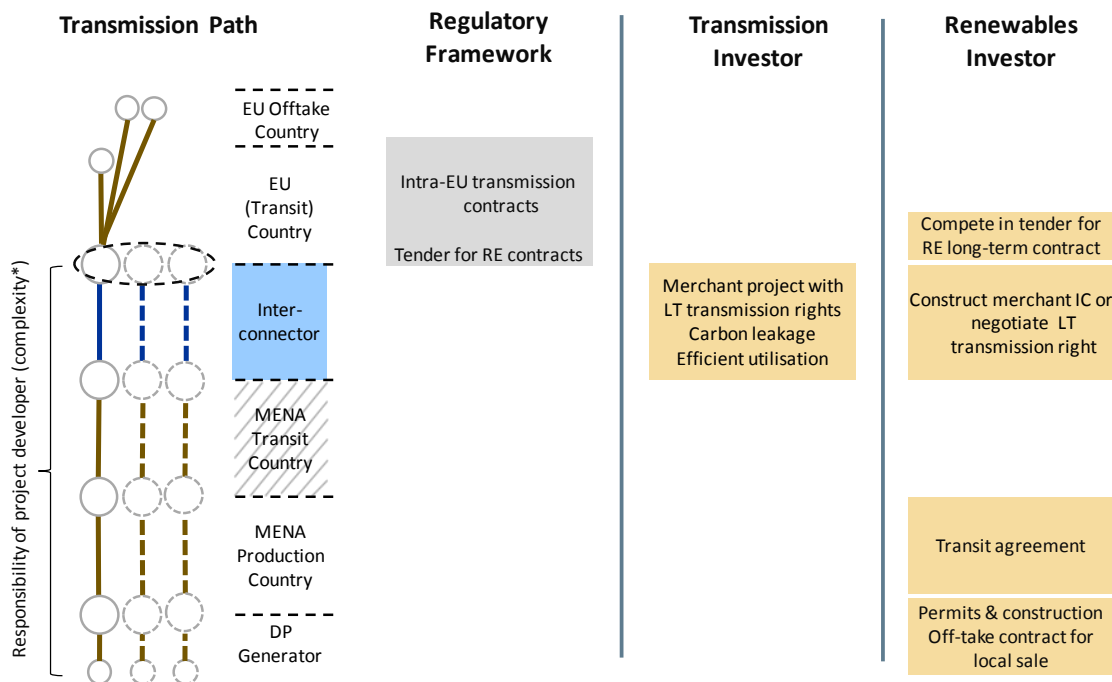 Transmission Path
Regulatory
Framework
Transmission
Investor
Renewables
Investor
EU Offtake
Country
EU
(Transit)
Country
Inter-
connector
MENA
Transit
Country
MENA
Production
Country
DP
Generator
Responsibility of project developer (complexity*)
Intra-EU transmission
contracts
Tender for RE contracts
Merchant project with
LT transmission rights
Carbon leakage
Efficient utilisation
Compete in tender for
RE long-term contract
Construct merchant IC or
negotiate LT
transmission right
Transit agreement
Permits & construction
Off-take contract for
local sale